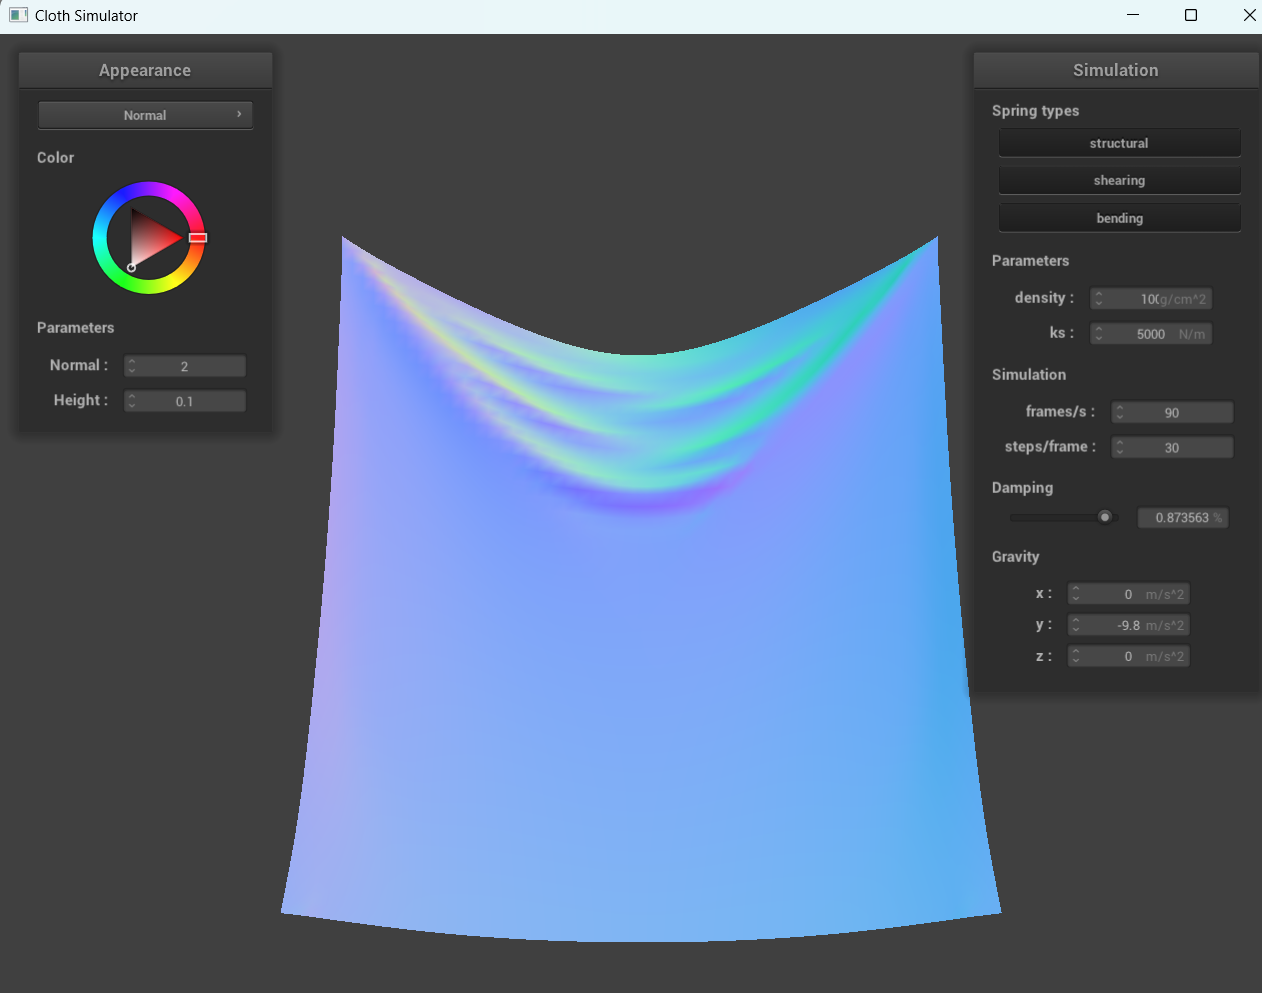 Cloth Simulator
Appearance
Normal
Color
Parameters
Normal : 2
Height : 0.1
Simulation
Spring types
structural
shearing
bending
Parameters
density : 100 g/cm^2
ks : 5000 N/m
Simulation
frames/s : 90
steps/frame : 30
Damping
0.873563 %
Gravity
x : 0 m/s^2
y : -9.8 m/s^2
z : 0 m/s^2